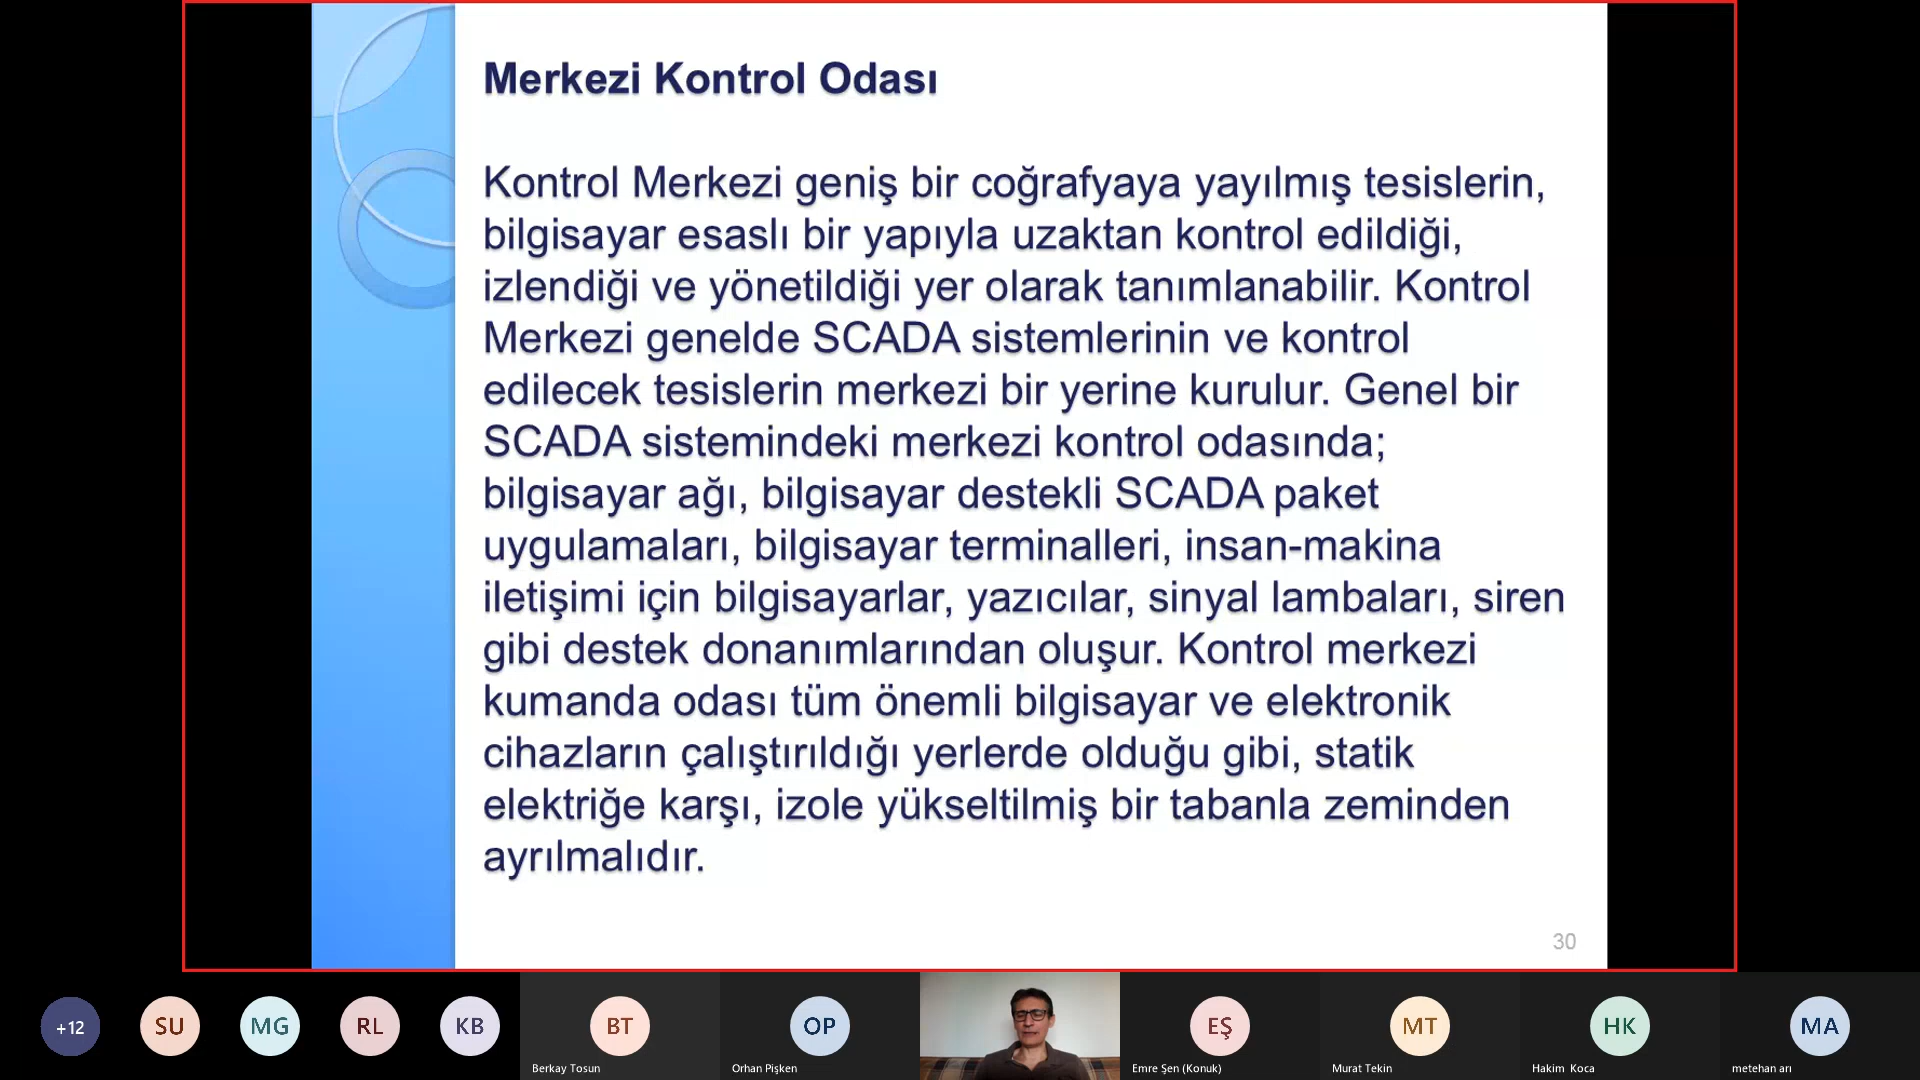 Merkezi Kontrol Odası
Kontrol Merkezi geniş bir coğrafyaya yayılmış tesislerin,
bilgisayar esaslı bir yapıyla uzaktan kontrol edildiği,
izlendiği ve yönetildiği yer olarak tanımlanabilir. Kontrol
Merkezi genelde SCADA sistemlerinin ve kontrol
edilecek tesislerin merkezi bir yerine kurulur. Genel bir
SCADA sistemindeki merkezi kontrol odasında;
bilgisayar ağı, bilgisayar destekli SCADA paket
uygulamaları, bilgisayar terminalleri, insan-makina
iletişimi için bilgisayarlar, yazıcılar, sinyal lambaları, siren
gibi destek donanımlarından oluşur. Kontrol merkezi
kumanda odası tüm önemli bilgisayar ve elektronik
cihazların çalıştırıldığı yerlerde olduğu gibi, statik
elektriğe karşı, izole yükseltilmiş bir tabanla zeminden
ayrılmalıdır.
30
+12 SU MG RL KB BT OP EŞ MT HK MA
Berkay Tosun Orhan Pişken Emre Şen (Konuk) Murat Tekin Hakim Koca metehan arı